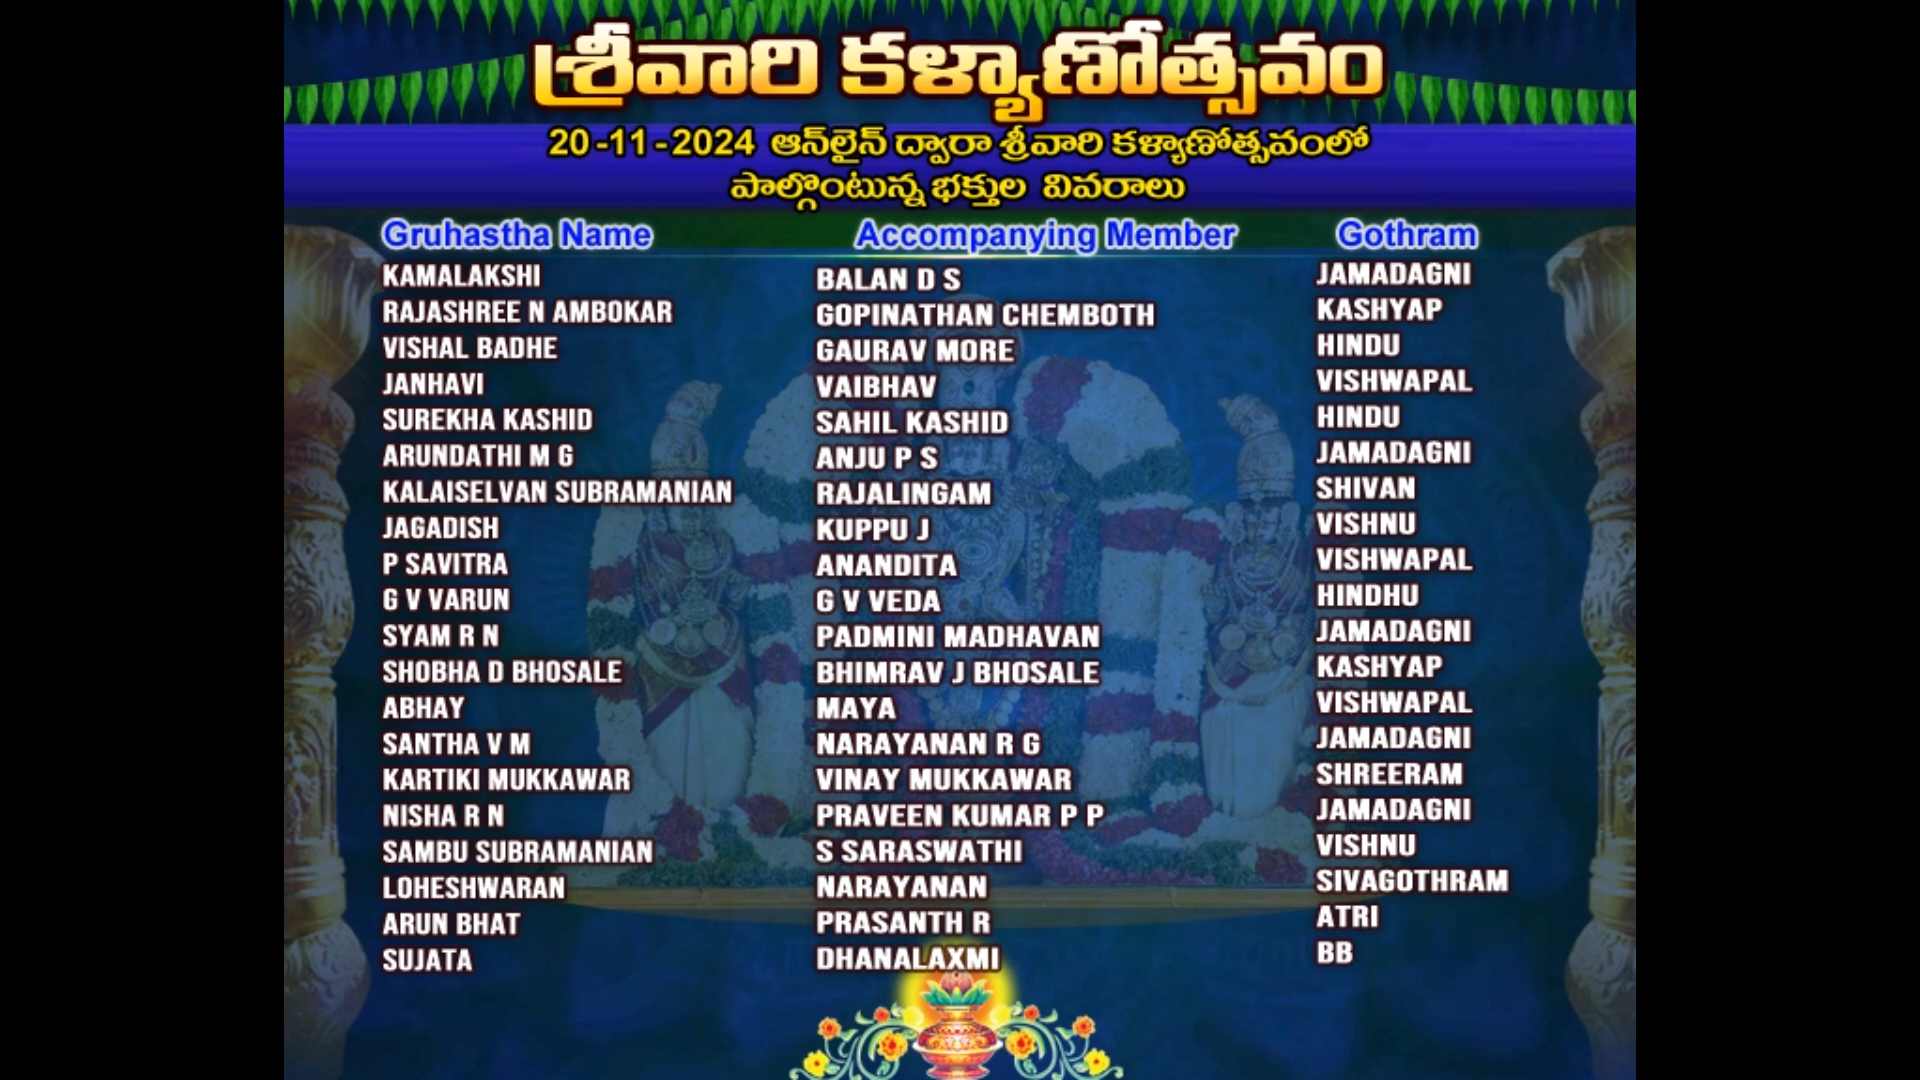 శ్రీవారి కళ్యాణోత్సవం
20-11-2024 ఆన్‌లైన్ ద్వారా శ్రీవారి కళ్యాణోత్సవంలో
పాల్గొంటున్న భక్తుల వివరాలు
Gruhastha Name Accompanying Member Gothram
KAMALAKSHI BALAN D S JAMADAGNI
RAJASHREE N AMBOKAR GOPINATHAN CHEMBOTH KASHYAP
VISHAL BADHE GAURAV MORE HINDU
JANHAVI VAIBHAV VISHWAPAL
SUREKHA KASHID SAHIL KASHID HINDU
ARUNDATHI M G ANJU P S JAMADAGNI
KALAISELVAN SUBRAMANIAN RAJALINGAM SHIVAN
JAGADISH KUPPU J VISHNU
P SAVITRA ANANDITA VISHWAPAL
G V VARUN G V VEDA HINDHU
SYAM R N PADMINI MADHAVAN JAMADAGNI
SHOBHA D BHOSALE BHIMRAV J BHOSALE KASHYAP
ABHAY MAYA VISHWAPAL
SANTHA V M NARAYANAN R G JAMADAGNI
KARTIKI MUKKAWAR VINAY MUKKAWAR SHREERAM
NISHA R N PRAVEEN KUMAR P P JAMADAGNI
SAMBU SUBRAMANIAN S SARASWATHI VISHNU
LOHESHWARAN NARAYANAN SIVAGOTHRAM
ARUN BHAT PRASANTH R ATRI
SUJATA DHANALAXMI BB